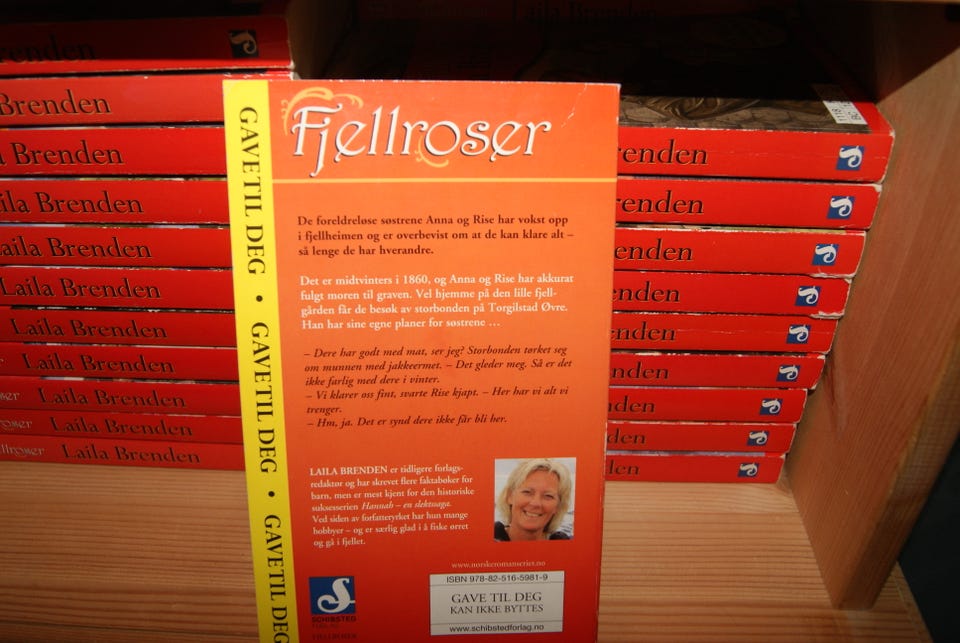 Laila Brenden
Brenden
Brenden
Brenden
Laila Brenden
Laila Brenden
Laila Brenden
Laila Brenden
Laila Brenden
Laila Brenden
Laila Brenden
Laila Brenden
GAVE TIL DEG • GAVE TIL DEG • GAVE TIL DEG
Fjellroser
De foreldreløse søstrene Anna og Rise har vokst opp
i fjellheimen og er overbevist om at de kan klare alt –
så lenge de har hverandre.
Det er midtvinters i 1860, og Anna og Rise har akkurat
fulgt moren til graven. Vel hjemme på den lille fjell-
gården får de besøk av storbonden på Torgilstad Øvre.
Han har sine egne planer for søstrene ...
– Dere har godt med mat, ser jeg? Storbonden tørket seg
om munnen med jakkeermet. – Det gleder meg. Så er det
ikke farlig med dere i vinter.
– Vi klarer oss fint, svarte Rise kjapt. – Her har vi alt vi
trenger.
– Hm, ja. Det er synd dere ikke får bli her.
LAILA BRENDEN er tidligere forlags-
redaktør og har skrevet flere faktabøker for
barn, men er mest kjent for den historiske
suksesserien Hannah – en slektssaga.
Ved siden av forfatteryrket har hun mange
hobbyer – og er særlig glad i å fiske ørret
og gå i fjellet.
www.norskeromanserier.no
ISBN 978-82-516-5981-9
GAVE TIL DEG
KAN IKKE BYTTES
www.schibstedforlag.no
S
SCHIBSTED
FORLAG
FJELLROSER